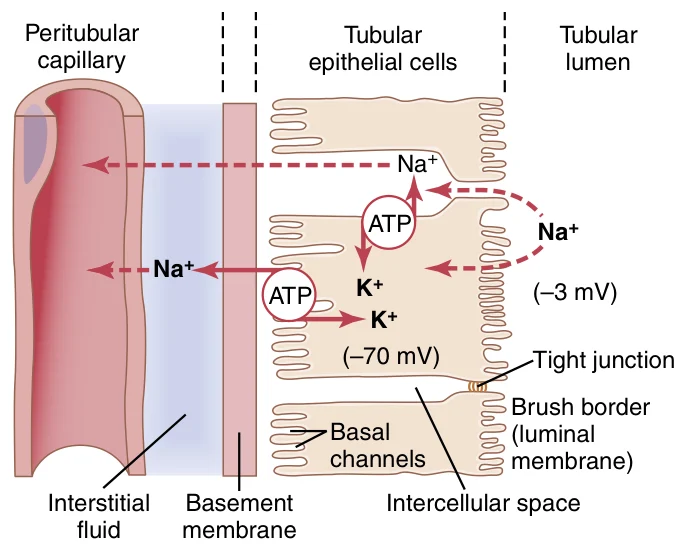 Peritubular
capillary
Tubular
epithelial cells
Tubular
lumen
Na⁺
ATP
Na⁺
Na⁺
K⁺
ATP
K⁺
(–3 mV)
(–70 mV)
Tight junction
Brush border
(luminal
membrane)
Basal
channels
Interstitial
fluid
Basement
membrane
Intercellular space